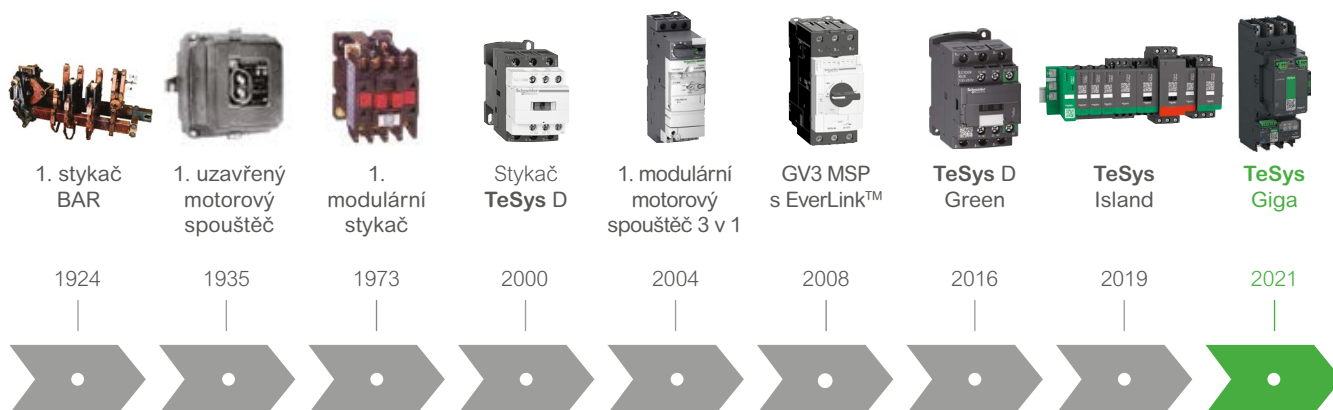 1. stykač
BAR
1. uzavřený
motorový
spouštěč
1.
modulární
stykač
Stykač
TeSys D
1. modulární
motorový
spouštěč 3 v 1
GV3 MSP
s EverLink™
TeSys D
Green
TeSys
Island
TeSys
Giga
1924
1935
1973
2000
2004
2008
2016
2019
2021